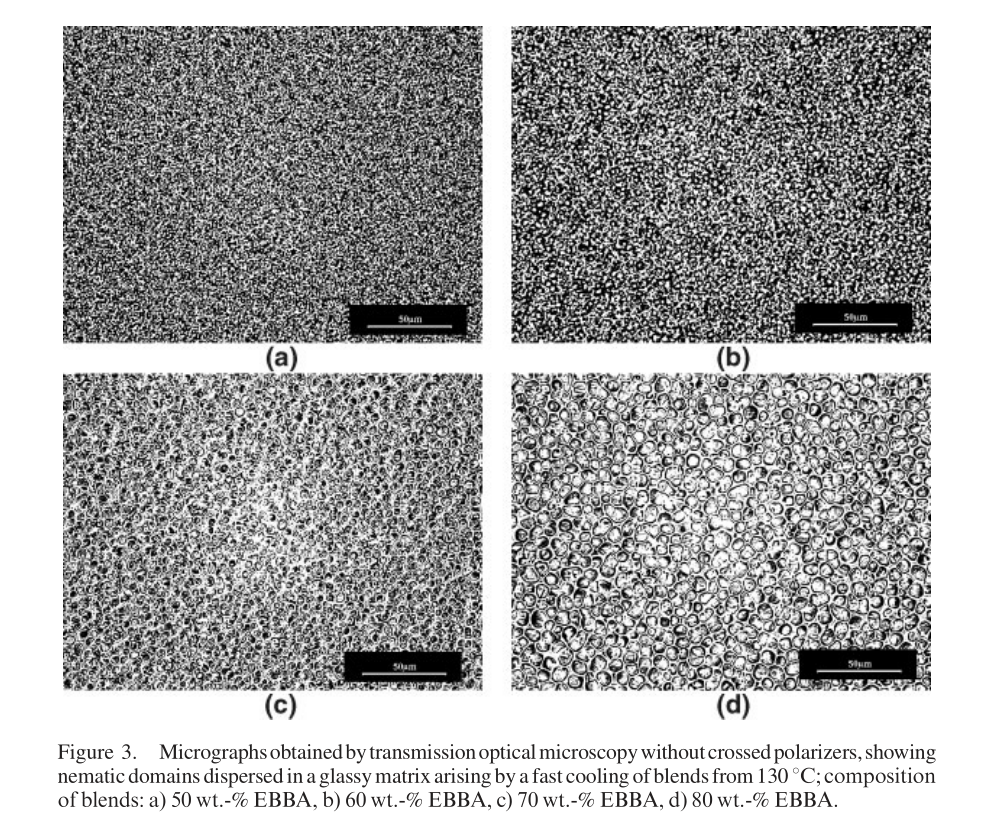 50µm
50µm
(a)
(b)
50µm
50µm
(c)
(d)
Figure 3. Micrographs obtained by transmission optical microscopy without crossed polarizers, showing
nematic domains dispersed in a glassy matrix arising by a fast cooling of blends from 130 °C; composition
of blends: a) 50 wt.-% EBBA, b) 60 wt.-% EBBA, c) 70 wt.-% EBBA, d) 80 wt.-% EBBA.